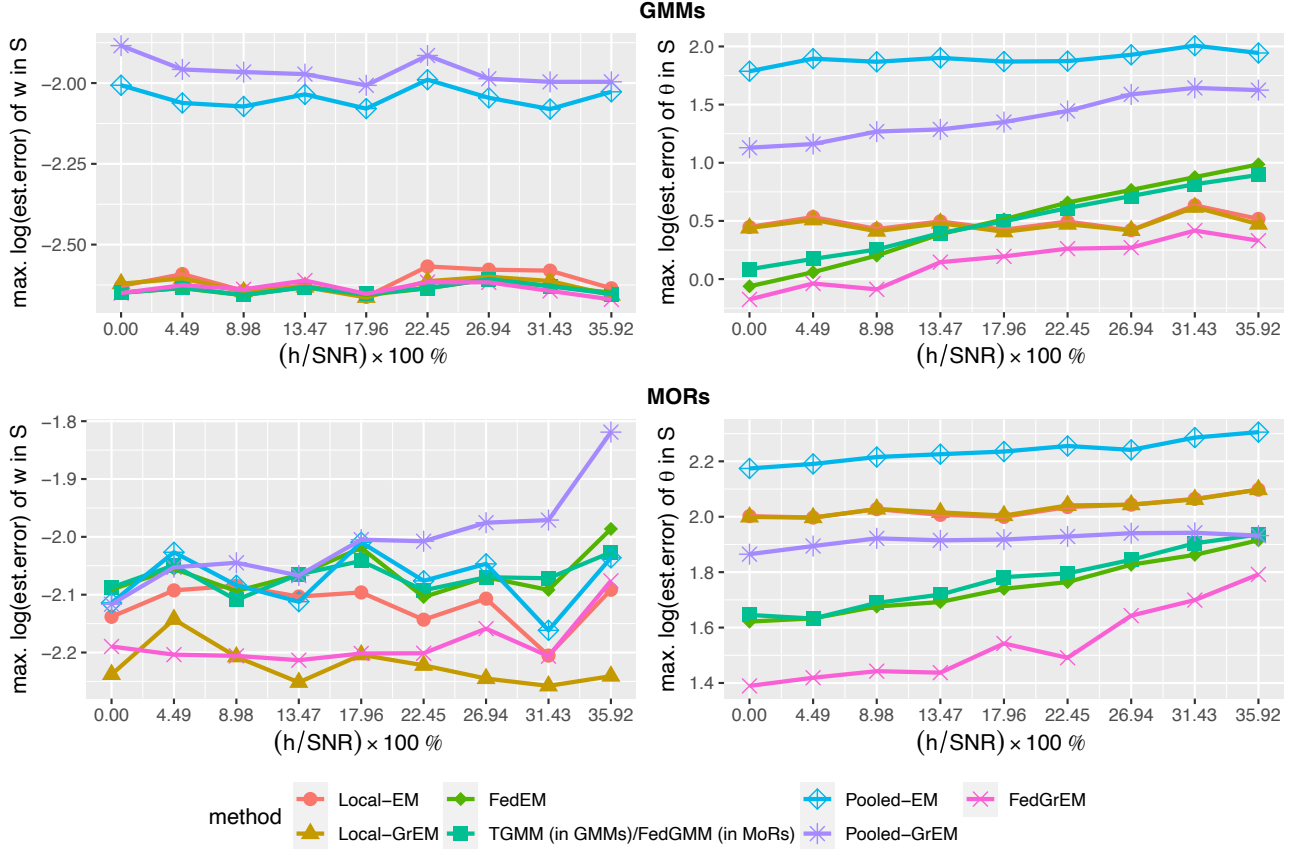 GMMs
max. log(est.error) of w in S
−2.00
−2.25
−2.50
0.00 4.49 8.98 13.47 17.96 22.45 26.94 31.43 35.92
(h/SNR) × 100 %
max. log(est.error) of θ in S
2.0
1.5
1.0
0.5
0.0
0.00 4.49 8.98 13.47 17.96 22.45 26.94 31.43 35.92
(h/SNR) × 100 %
MORs
max. log(est.error) of w in S
−1.8
−1.9
−2.0
−2.1
−2.2
0.00 4.49 8.98 13.47 17.96 22.45 26.94 31.43 35.92
(h/SNR) × 100 %
max. log(est.error) of θ in S
2.2
2.0
1.8
1.6
1.4
0.00 4.49 8.98 13.47 17.96 22.45 26.94 31.43 35.92
(h/SNR) × 100 %
method
Local−EM
Local−GrEM
FedEM
TGMM (in GMMs)/FedGMM (in MoRs)
Pooled−EM
Pooled−GrEM
FedGrEM